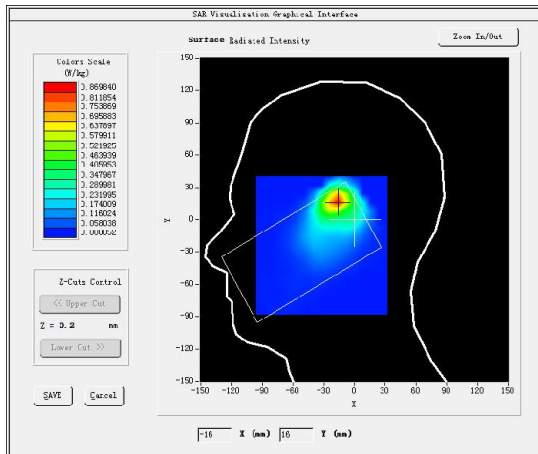 SAR Visualisation Graphical Interface
Surface Radiated Intensity
Zoom In/Out
Colors Scale
(W/kg)
0.869840
0.811854
0.753869
0.695883
0.637897
0.579911
0.521925
0.463939
0.405953
0.347967
0.289981
0.231995
0.174009
0.116024
0.058038
0.000052
Z-Cuts Control
<< Upper Cut
Z = 0.2 mm
Lower Cut >>
SAVE
Cancel
150
120
90
60
30
0
-30
-60
-90
-120
-150
Y
-150 -120 -90 -60 -30 0 30 60 90 120 150
X
-16 X (mm) 16 Y (mm)